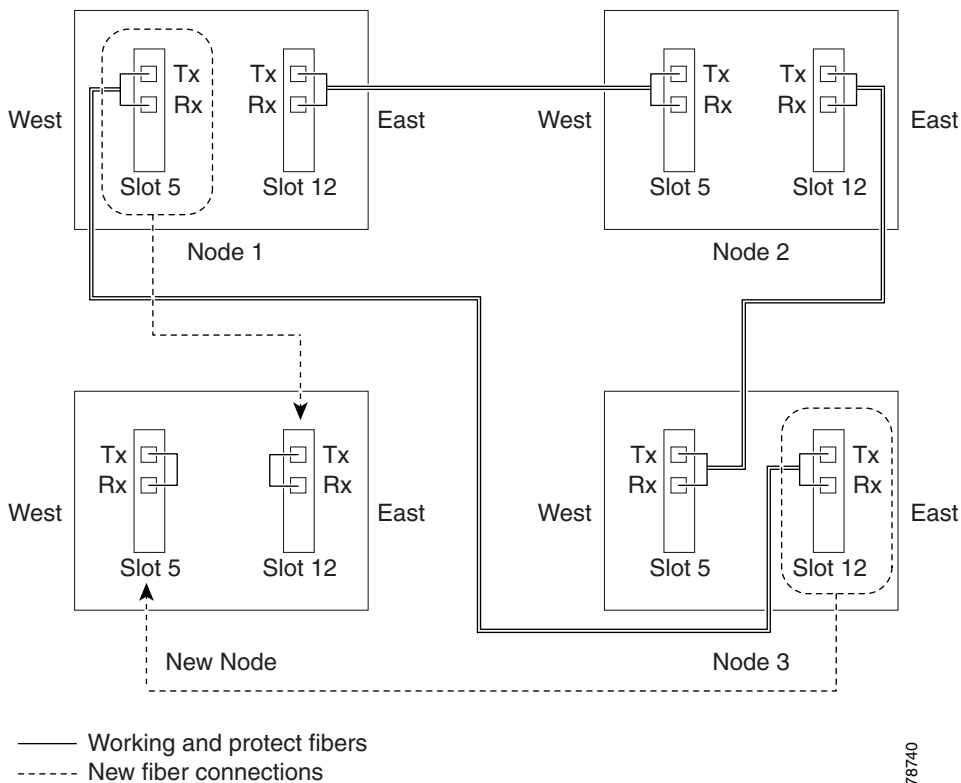 Tx Tx Tx Tx
Rx Rx Rx Rx
West East West East
Slot 5 Slot 12 Slot 5 Slot 12
Node 1 Node 2
Tx Tx Tx Tx
Rx Rx Rx Rx
West East West East
Slot 5 Slot 12 Slot 5 Slot 12
New Node Node 3
Working and protect fibers
New fiber connections
78740